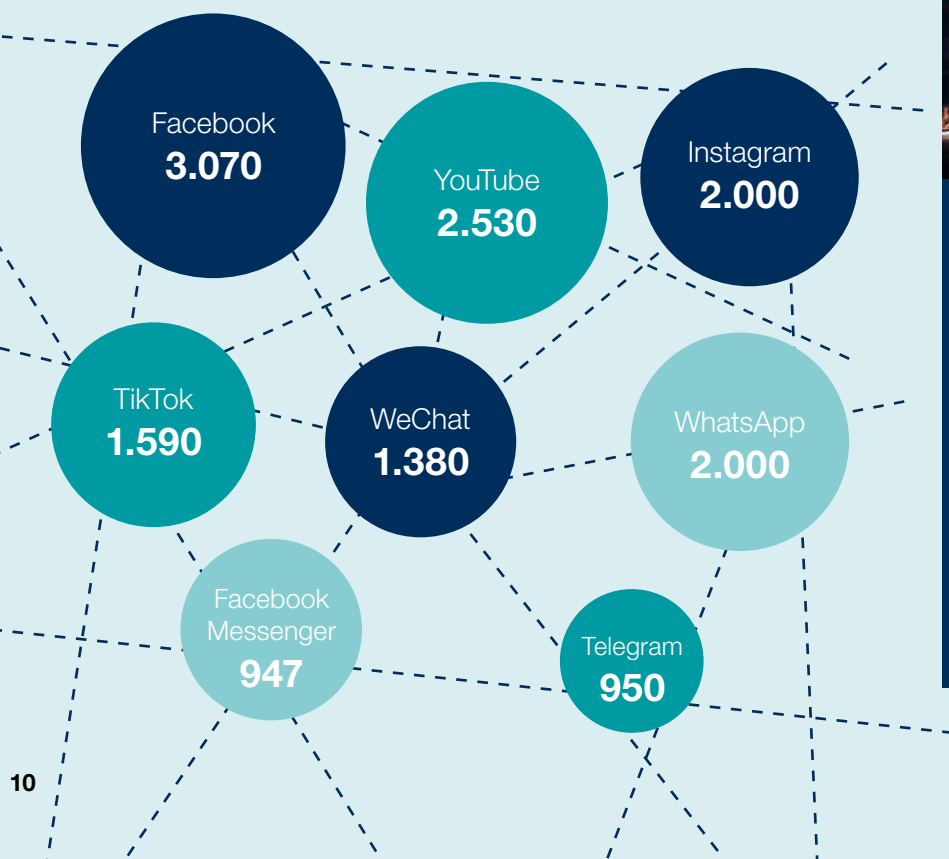 Facebook
3.070
YouTube
2.530
Instagram
2.000
TikTok
1.590
WeChat
1.380
WhatsApp
2.000
Facebook
Messenger
947
Telegram
950
10